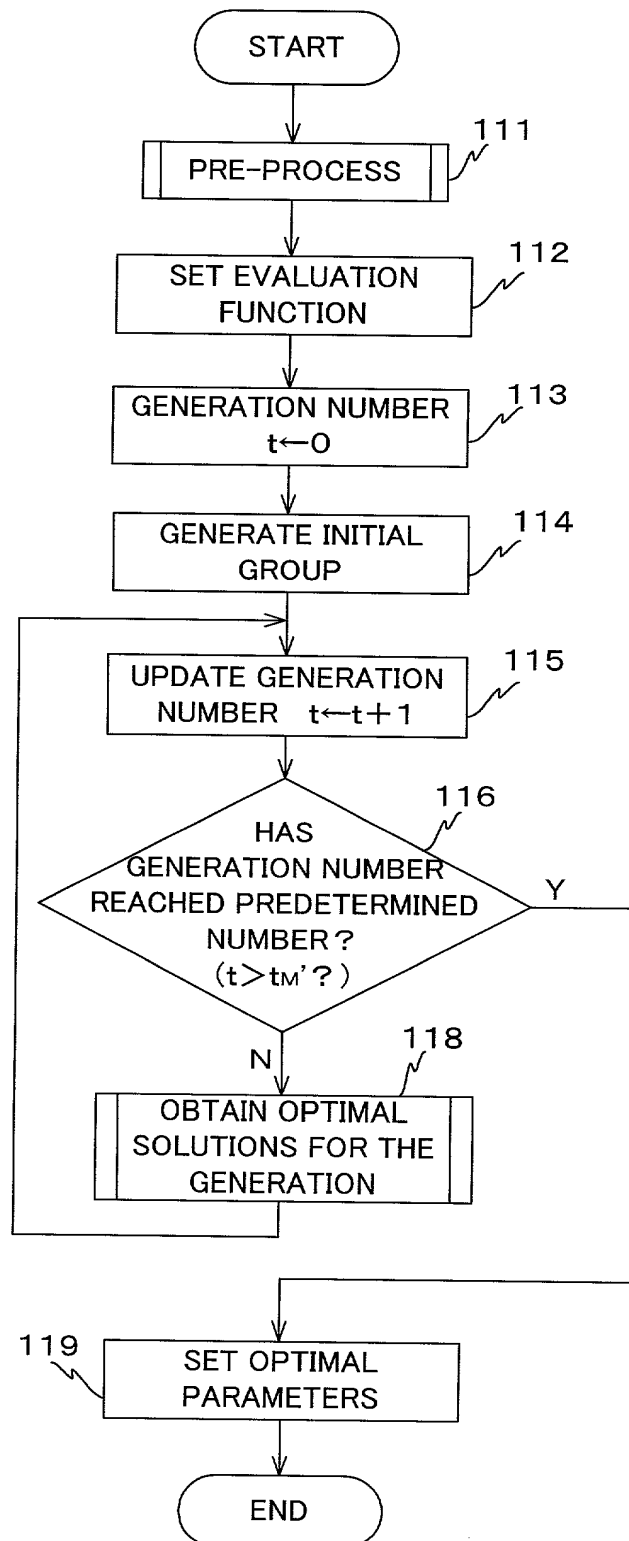 START
111
PRE-PROCESS
112
SET EVALUATION
FUNCTION
113
GENERATION NUMBER
t←0
114
GENERATE INITIAL
GROUP
115
UPDATE GENERATION
NUMBER t←t+1
116
HAS
GENERATION NUMBER
REACHED PREDETERMINED
NUMBER?
(t>tM'?)
Y
N
118
OBTAIN OPTIMAL
SOLUTIONS FOR THE
GENERATION
119
SET OPTIMAL
PARAMETERS
END